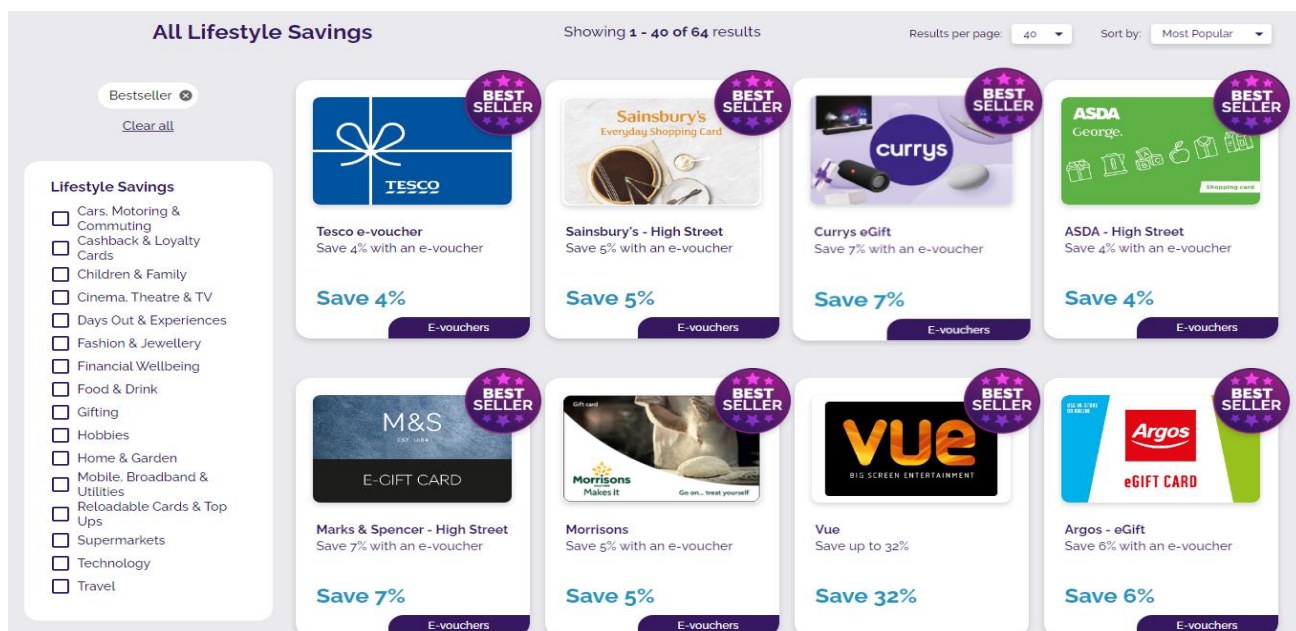 All Lifestyle Savings
Showing 1 - 40 of 64 results
Results per page: 40
Sort by: Most Popular
Bestseller
Clear all
Lifestyle Savings
Cars, Motoring &
Commuting
Cashback & Loyalty
Cards
Children & Family
Cinema, Theatre & TV
Days Out & Experiences
Fashion & Jewellery
Financial Wellbeing
Food & Drink
Gifting
Hobbies
Home & Garden
Mobile, Broadband &
Utilities
Reloadable Cards & Top
Ups
Supermarkets
Technology
Travel
BEST
SELLER
TESCO
Tesco e-voucher
Save 4% with an e-voucher
Save 4%
E-vouchers
BEST
SELLER
Sainsbury's
Everyday Shopping Card
Sainsbury's - High Street
Save 5% with an e-voucher
Save 5%
E-vouchers
BEST
SELLER
currys
Currys eGift
Save 7% with an e-voucher
Save 7%
E-vouchers
BEST
SELLER
ASDA
George.
Shopping card
ASDA - High Street
Save 4% with an e-voucher
Save 4%
E-vouchers
BEST
SELLER
M&S
EST. 1884
E-GIFT CARD
Marks & Spencer - High Street
Save 7% with an e-voucher
Save 7%
E-vouchers
BEST
SELLER
Gift card
Morrisons
Makes it
Go on... treat yourself
Morrisons
Save 5% with an e-voucher
Save 5%
E-vouchers
BEST
SELLER
VUE
BIG SCREEN ENTERTAINMENT
Vue
Save up to 32%
Save 32%
BEST
SELLER
USE IN-STORE
OR ONLINE
Argos
eGIFT CARD
Argos - eGift
Save 6% with an e-voucher
Save 6%
E-vouchers